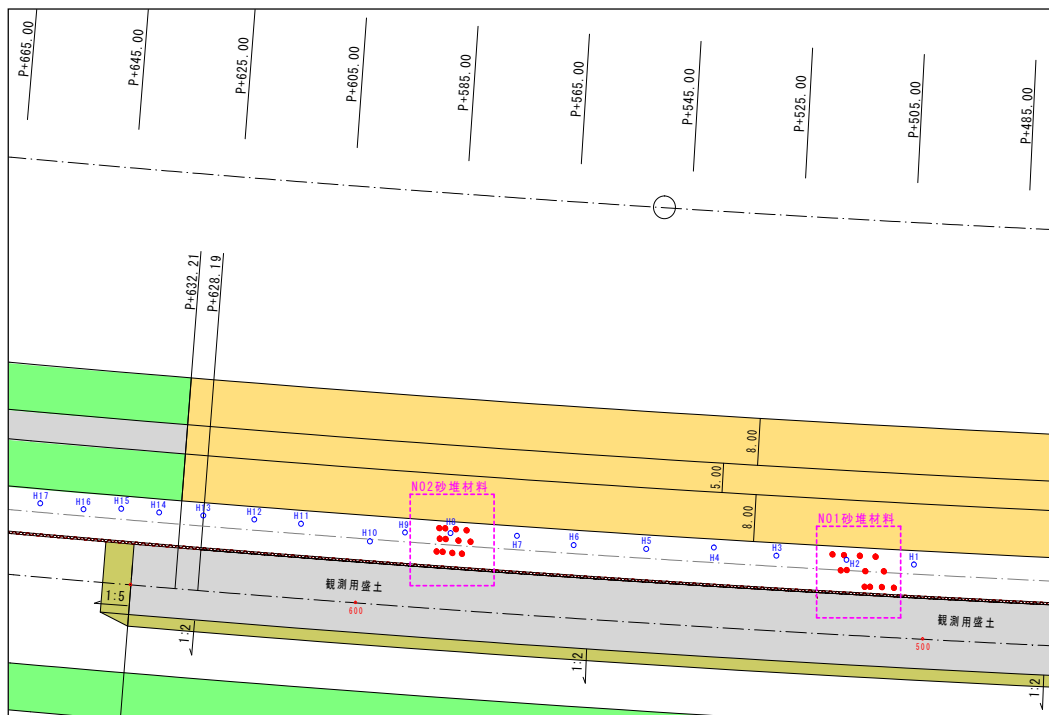 P+665.00
P+645.00
P+625.00
P+605.00
P+585.00
P+565.00
P+545.00
P+525.00
P+505.00
P+485.00
P+632.21
P+628.19
8.00
5.00
8.00
NO2砂堆材料
NO1砂堆材料
H17
H16
H15
H14
H13
H12
H11
H10
H9
H8
H7
H6
H5
H4
H3
H2
H1
観測用盛土
600
観測用盛土
500
1:5
1:2
1:2
1:2